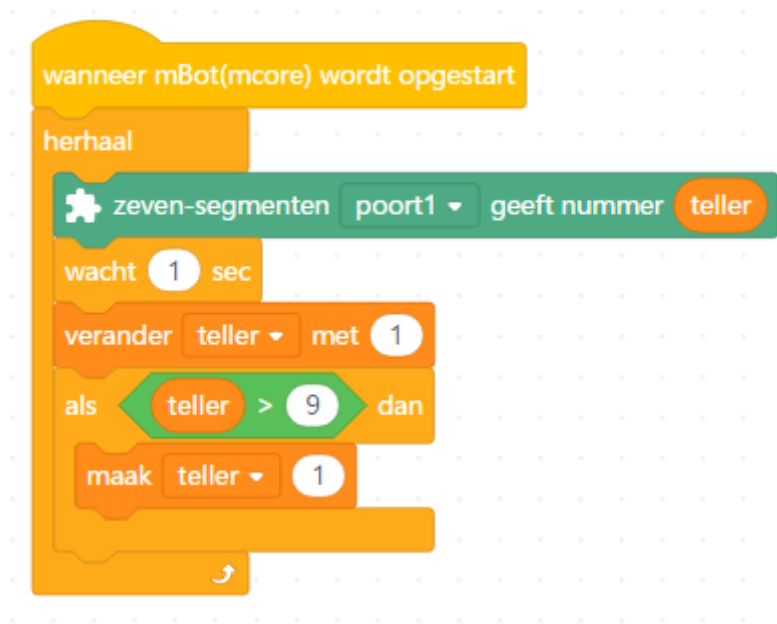 wanneer mBot(mcore) wordt opgestart
herhaal
zeven-segmenten poort1 geeft nummer teller
wacht 1 sec
verander teller met 1
als teller > 9 dan
maak teller 1